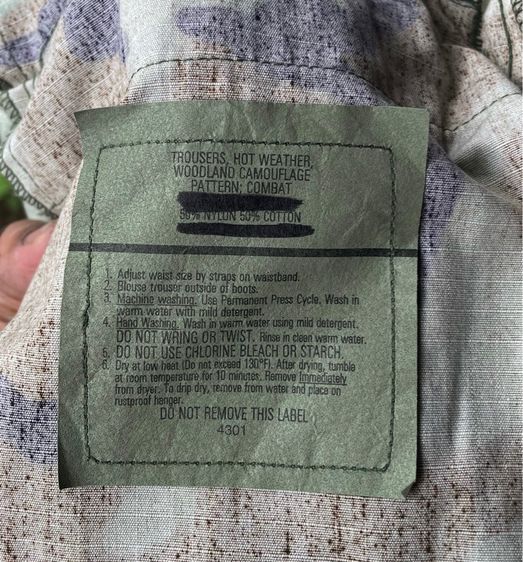 TROUSERS, HOT WEATHER,
WOODLAND CAMOUFLAGE
PATTERN: COMBAT
50% NYLON 50% COTTON
1. Adjust waist size by straps on waistband.
2. Blouse trouser outside of boots.
3. Machine washing. Use Permanent Press Cycle. Wash in
warm water with mild detergent.
4. Hand Washing. Wash in warm water using mild detergent.
DO NOT WRING OR TWIST. Rinse in clean warm water.
5. DO NOT USE CHLORINE BLEACH OR STARCH.
6. Dry at low heat (Do not exceed 130°F). After drying, tumble
at room temperature for 10 minutes. Remove Immediately
from dryer. To drip dry, remove from water and place on
rustproof hanger.
DO NOT REMOVE THIS LABEL
4301